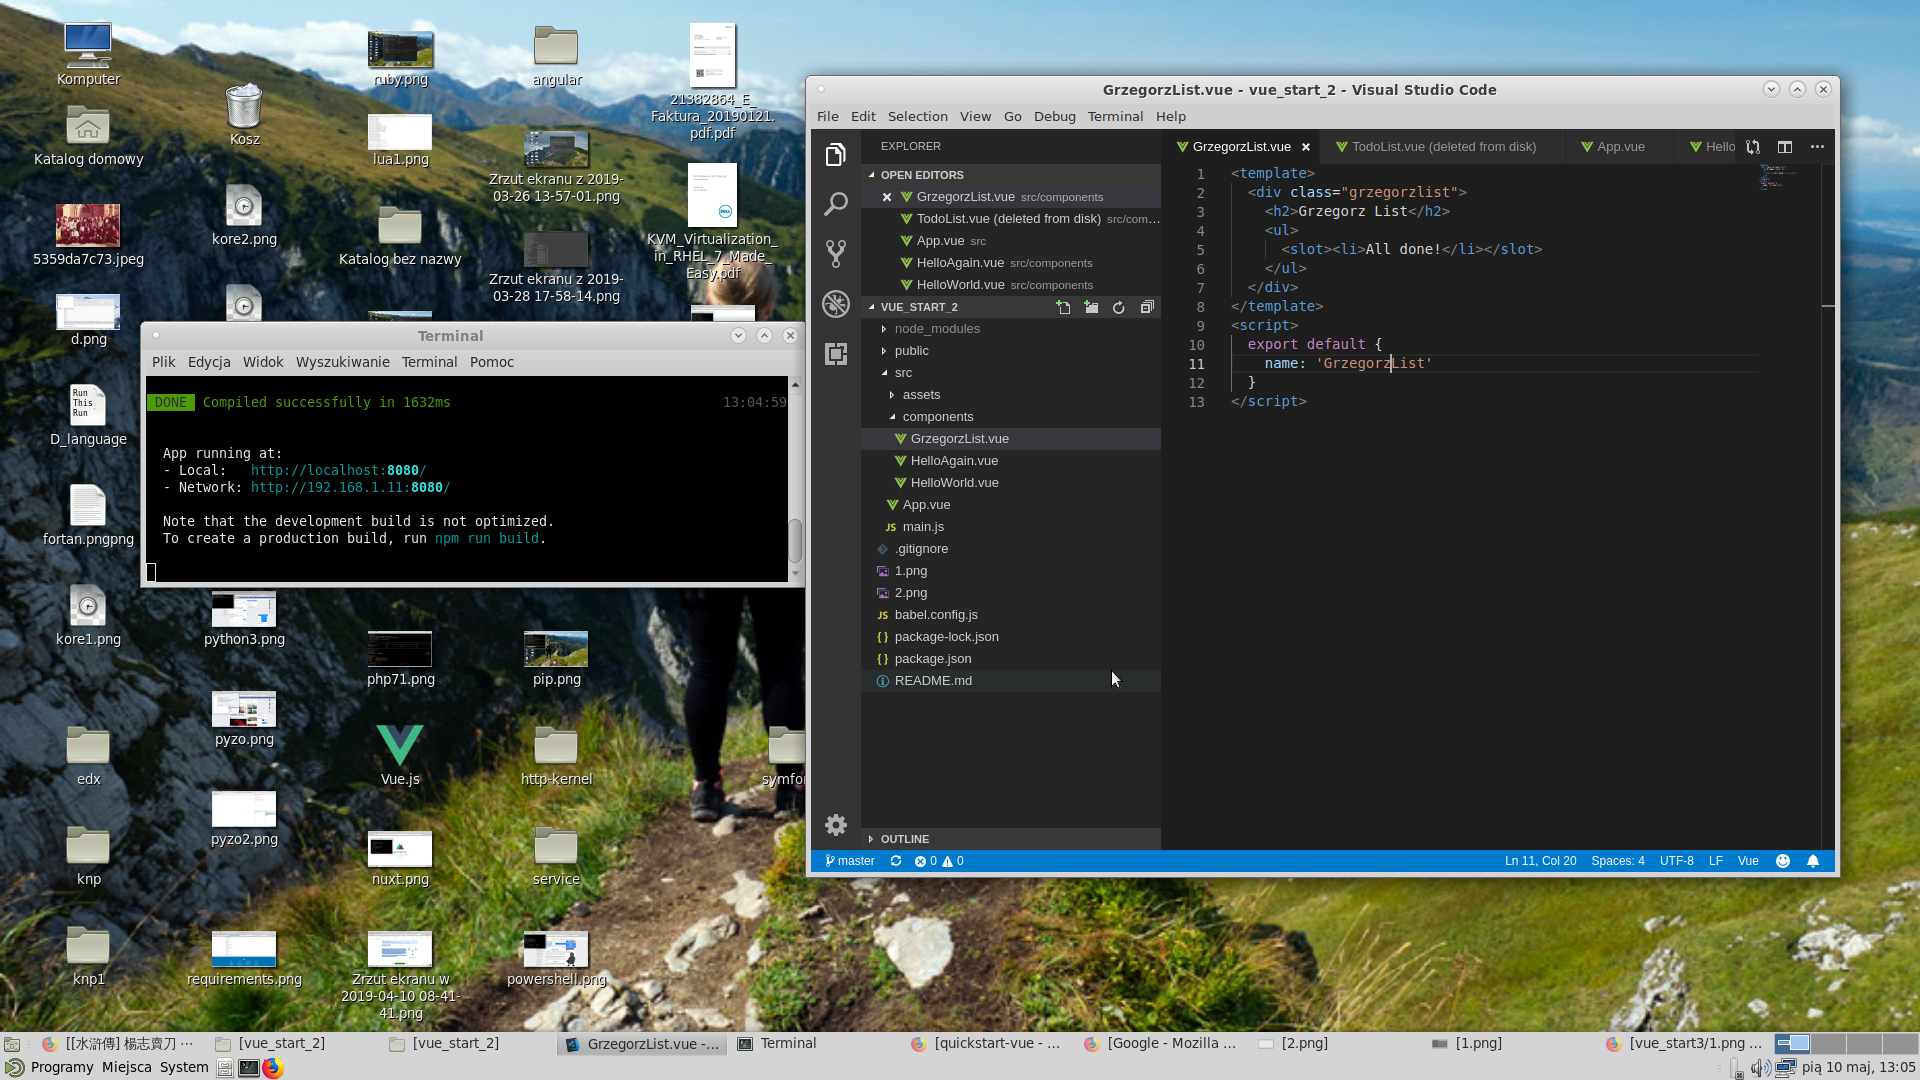 Komputer
Katalog domowy
5359da7c73.jpeg
d.png
Run
This
Run
D_language
fortan.pngpng
kore1.png
edx
knp
knp1
Kosz
kore2.png
python3.png
pyzo.png
pyzo2.png
requirements.png
ruby.png
lua1.png
Katalog bez nazwy
php71.png
Vue.js
nuxt.png
Zrzut ekranu w
2019-04-10 08-41-
41.png
angular
Zrzut ekranu z 2019-
03-26 13-57-01.png
Zrzut ekranu z 2019-
03-28 17-58-14.png
pip.png
http-kernel
service
powershell.png
21382864_E_
Faktura_20190121.
pdf.pdf
DELL
KVM_Virtualization_
in_RHEL_7_Made_
Easy.pdf
symfo
Terminal
Plik Edycja Widok Wyszukiwanie Terminal Pomoc
DONE Compiled successfully in 1632ms 13:04:59
App running at:
- Local: http://localhost:8080/
- Network: http://192.168.1.11:8080/
Note that the development build is not optimized.
To create a production build, run npm run build.
GrzegorzList.vue - vue_start_2 - Visual Studio Code
File Edit Selection View Go Debug Terminal Help
EXPLORER
OPEN EDITORS
GrzegorzList.vue src/components
TodoList.vue (deleted from disk) src/com...
App.vue src
HelloAgain.vue src/components
HelloWorld.vue src/components
VUE_START_2
node_modules
public
src
assets
components
GrzegorzList.vue
HelloAgain.vue
HelloWorld.vue
App.vue
JS main.js
.gitignore
1.png
2.png
JS babel.config.js
{} package-lock.json
{} package.json
README.md
OUTLINE
GrzegorzList.vue TodoList.vue (deleted from disk) App.vue Hello
1 <template>
2 <div class="grzegorzlist">
3 <h2>Grzegorz List</h2>
4 <ul>
5 <slot><li>All done!</li></slot>
6 </ul>
7 </div>
8 </template>
9 <script>
10 export default {
11 name: 'GrzegorzList'
12 }
13 </script>
master 0 0 Ln 11, Col 20 Spaces: 4 UTF-8 LF Vue
[[水滸傳] 楊志賣刀 ... [vue_start_2] [vue_start_2] GrzegorzList.vue -... Terminal [quickstart-vue - ... [Google - Mozilla ... [2.png] [1.png] [vue_start3/1.png ...
Programy Miejsca System pią 10 maj, 13:05